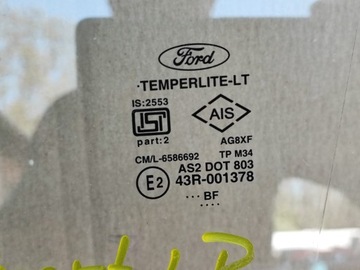 Ford
·TEMPERLITE-LT
IS:2553
ISI
AIS
part:2
AG8XF
CM/L-6586692
TP M34
AS2 DOT 803
E2
43R-001378
··· BF
····